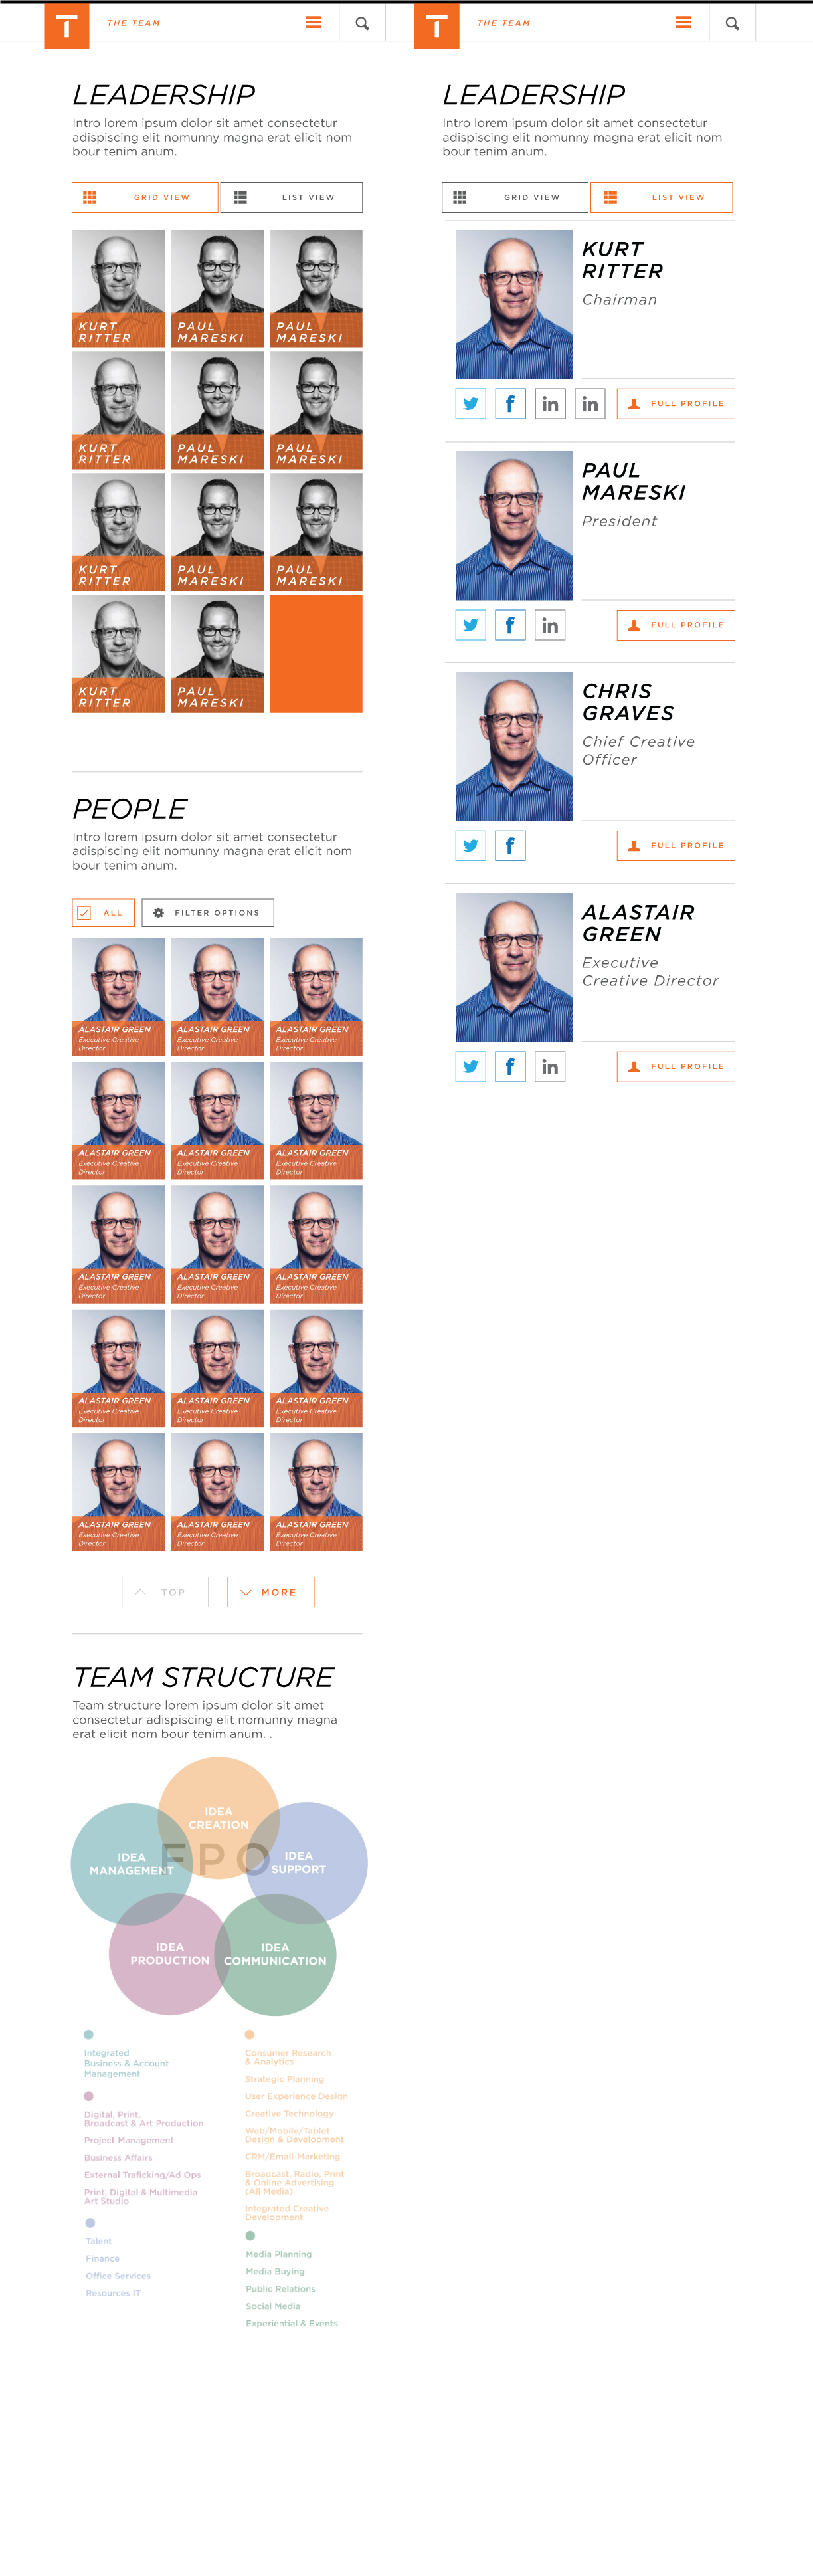 T
THE TEAM
LEADERSHIP
Intro lorem ipsum dolor sit amet consectetur
adispiscing elit nomunny magna erat elicit nom
bour tenim anum.
GRID VIEW
LIST VIEW
KURT
RITTER
PAUL
MARESKI
PAUL
MARESKI
KURT
RITTER
PAUL
MARESKI
PAUL
MARESKI
KURT
RITTER
PAUL
MARESKI
PAUL
MARESKI
KURT
RITTER
PAUL
MARESKI
PEOPLE
Intro lorem ipsum dolor sit amet consectetur
adispiscing elit nomunny magna erat elicit nom
bour tenim anum.
ALL
FILTER OPTIONS
ALASTAIR GREEN
Executive Creative
Director
ALASTAIR GREEN
Executive Creative
Director
ALASTAIR GREEN
Executive Creative
Director
ALASTAIR GREEN
Executive Creative
Director
ALASTAIR GREEN
Executive Creative
Director
ALASTAIR GREEN
Executive Creative
Director
ALASTAIR GREEN
Executive Creative
Director
ALASTAIR GREEN
Executive Creative
Director
ALASTAIR GREEN
Executive Creative
Director
ALASTAIR GREEN
Executive Creative
Director
ALASTAIR GREEN
Executive Creative
Director
ALASTAIR GREEN
Executive Creative
Director
ALASTAIR GREEN
Executive Creative
Director
ALASTAIR GREEN
Executive Creative
Director
ALASTAIR GREEN
Executive Creative
Director
TOP
MORE
TEAM STRUCTURE
Team structure lorem ipsum dolor sit amet
consectetur adispiscing elit nomunny magna
erat elicit nom bour tenim anum. .
IDEA
CREATION
IDEA
MANAGEMENT
FPO
IDEA
SUPPORT
IDEA
PRODUCTION
IDEA
COMMUNICATION
Integrated
Business & Account
Management
Digital, Print,
Broadcast & Art Production
Project Management
Business Affairs
External Traficking/Ad Ops
Print, Digital & Multimedia
Art Studio
Talent
Finance
Office Services
Resources IT
Consumer Research
& Analytics
Strategic Planning
User Experience Design
Creative Technology
Web/Mobile/Tablet
Design & Development
CRM/Email-Marketing
Broadcast, Radio, Print
& Online Advertising
(All Media)
Integrated Creative
Development
Media Planning
Media Buying
Public Relations
Social Media
Experiential & Events
T
THE TEAM
LEADERSHIP
Intro lorem ipsum dolor sit amet consectetur
adispiscing elit nomunny magna erat elicit nom
bour tenim anum.
GRID VIEW
LIST VIEW
KURT
RITTER
Chairman
f
in
in
FULL PROFILE
PAUL
MARESKI
President
f
in
FULL PROFILE
CHRIS
GRAVES
Chief Creative
Officer
f
FULL PROFILE
ALASTAIR
GREEN
Executive
Creative Director
f
in
FULL PROFILE